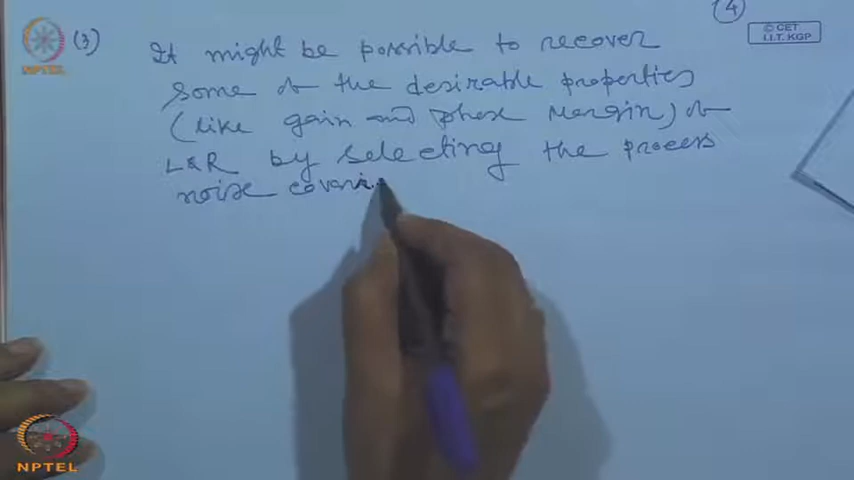 (4)
© CET
I.I.T. KGP
NPTEL
(3) It might be possible to recover
some of the desirable properties
(like gain and phase Margin) of
LQR by selecting the process
noise covari
NPTEL